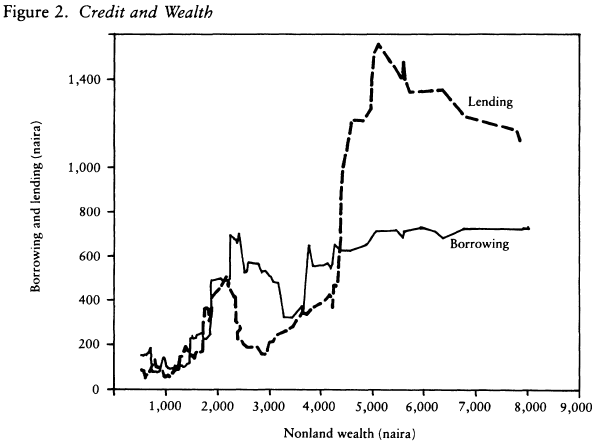 Figure 2. Credit and Wealth
Borrowing and lending (naira)
1,400
1,000
800
600
400
200
0
Lending
Borrowing
1,000 2,000 3,000 4,000 5,000 6,000 7,000 8,000 9,000
Nonland wealth (naira)